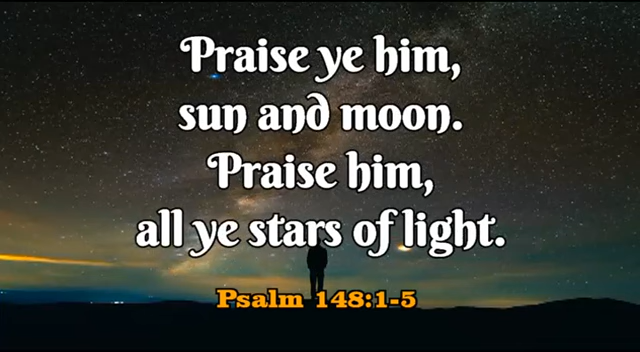 Praise ye him,
sun and moon.
Praise him,
all ye stars of light.
Psalm 148:1-5